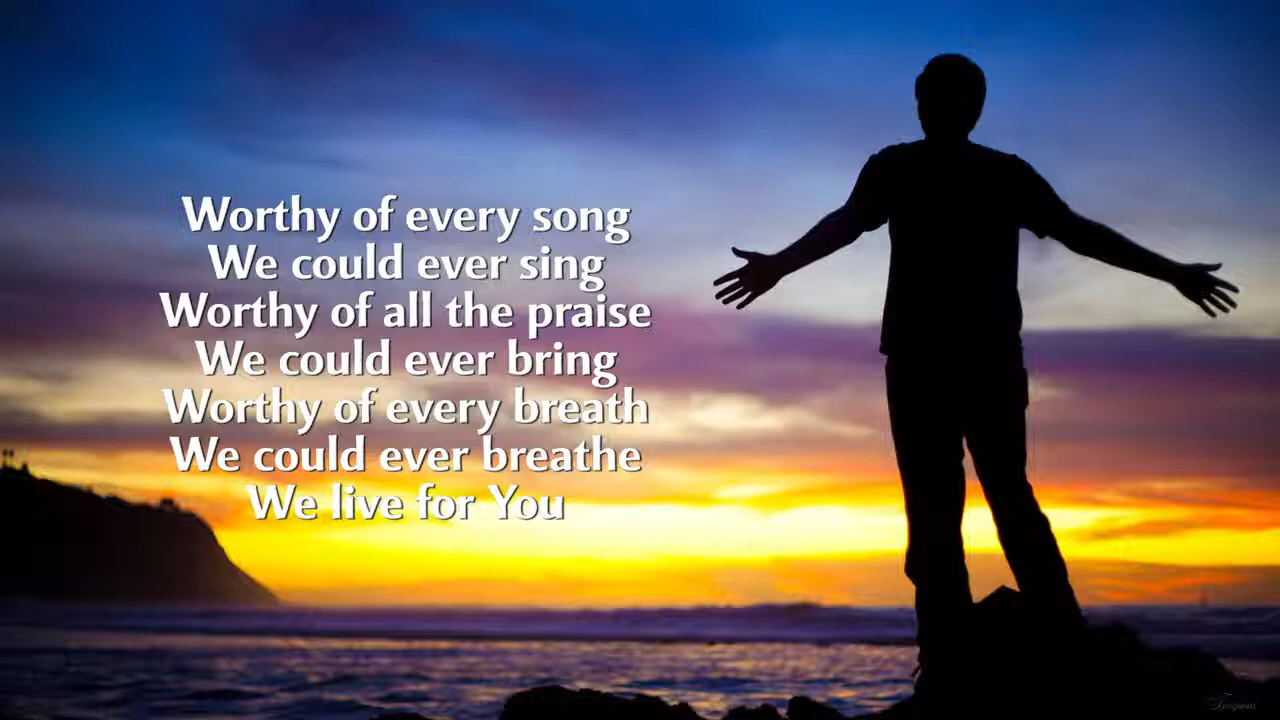 Worthy of every song
We could ever sing
Worthy of all the praise
We could ever bring
Worthy of every breath
We could ever breathe
We live for You